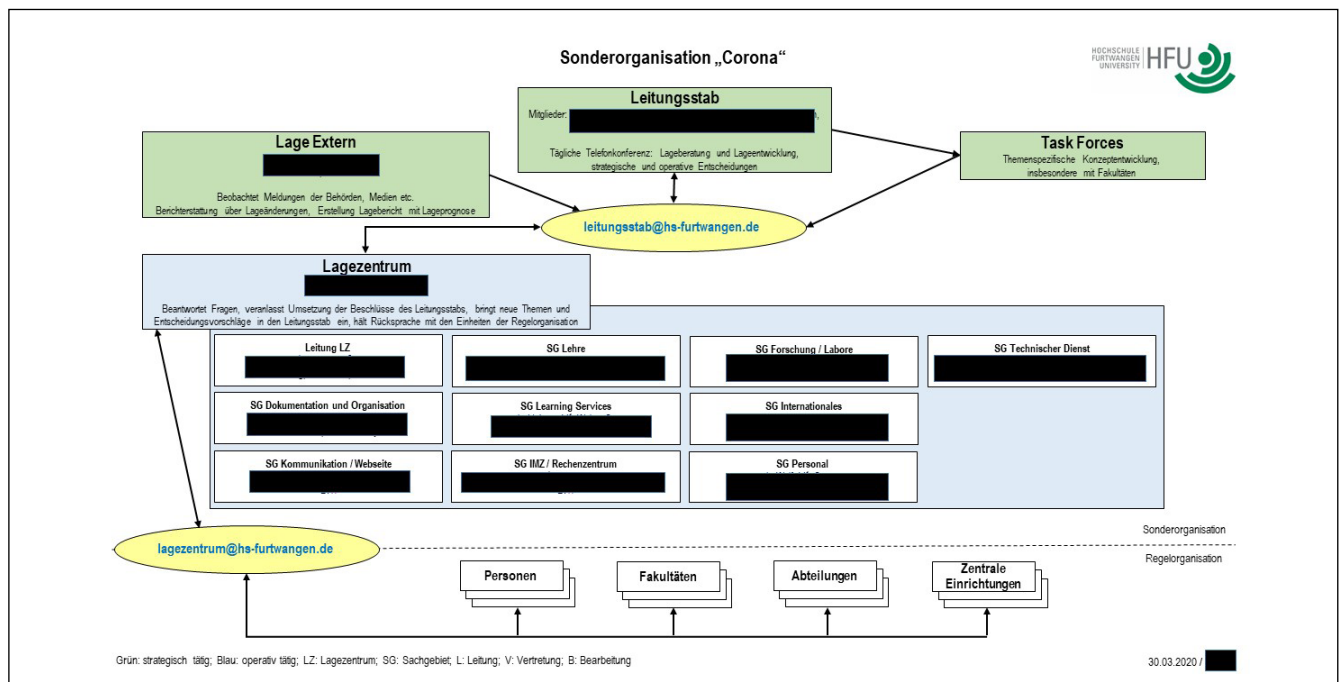 Sonderorganisation „Corona“
HOCHSCHULE
FURTWANGEN
UNIVERSITY
HFU
Leitungsstab
Mitglieder:
Tägliche Telefonkonferenz: Lageberatung und Lageentwicklung,
strategische und operative Entscheidungen
Lage Extern
Beobachtet Meldungen der Behörden, Medien etc.
Berichterstattung über Lageänderungen, Erstellung Lagebericht mit Lageprognose
Task Forces
Themenspezifische Konzeptentwicklung,
insbesondere mit Fakultäten
leitungsstab@hs-furtwangen.de
Lagezentrum
Beantwortet Fragen, veranlasst Umsetzung der Beschlüsse des Leitungsstabs, bringt neue Themen und
Entscheidungsvorschläge in den Leitungsstab ein, hält Rücksprache mit den Einheiten der Regelorganisation
Leitung LZ
SG Lehre
SG Forschung / Labore
SG Technischer Dienst
SG Dokumentation und Organisation
SG Learning Services
SG Internationales
SG Kommunikation / Webseite
SG IMZ / Rechenzentrum
SG Personal
Sonderorganisation
lagezentrum@hs-furtwangen.de
Regelorganisation
Personen
Fakultäten
Abteilungen
Zentrale
Einrichtungen
Grün: strategisch tätig; Blau: operativ tätig; LZ: Lagezentrum; SG: Sachgebiet; L: Leitung; V: Vertretung; B: Bearbeitung
30.03.2020 /